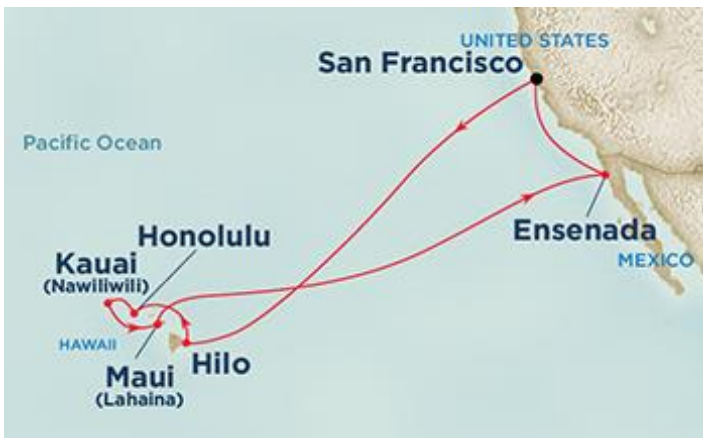 UNITED STATES
San Francisco
Pacific Ocean
Honolulu
Ensenada
Kauai
(Nawiliwili)
MEXICO
HAWAII
Hilo
Maui
(Lahaina)